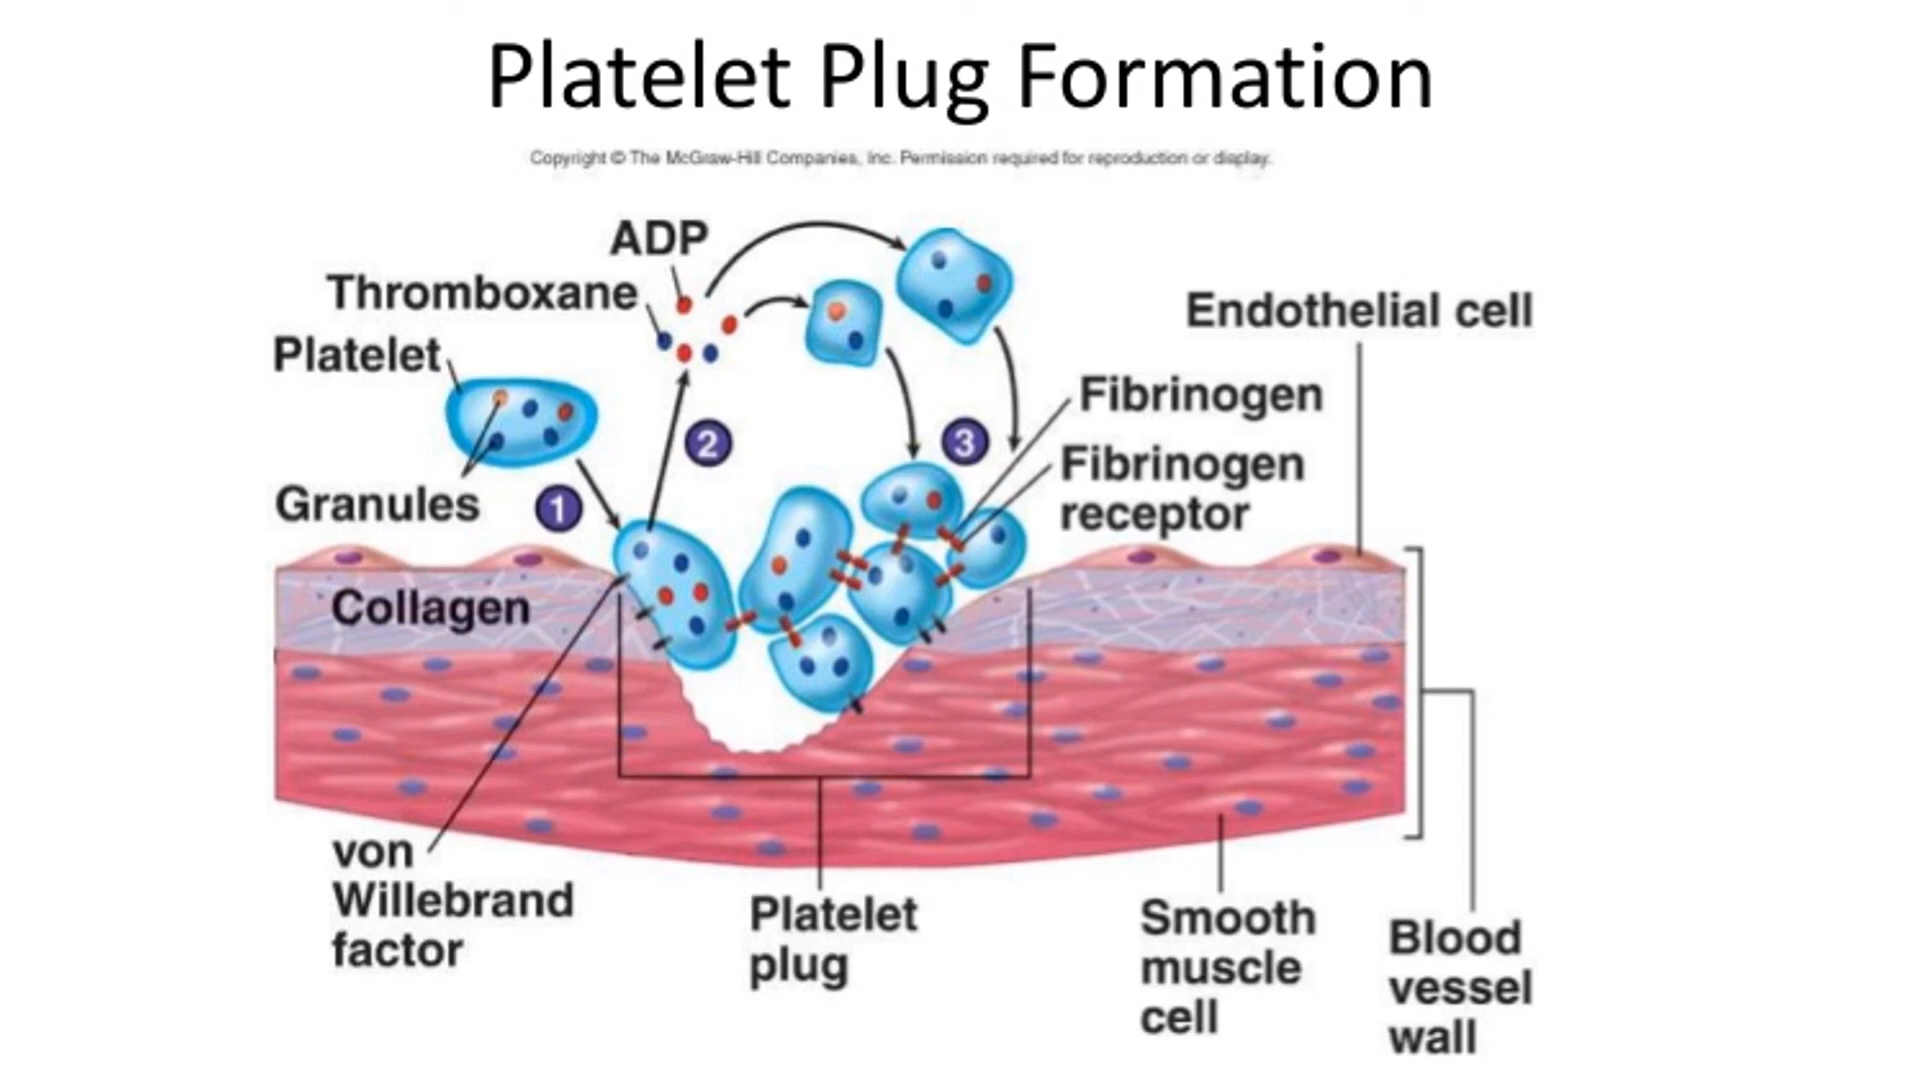 Platelet Plug Formation
Copyright © The McGraw-Hill Companies, Inc. Permission required for reproduction or display.
ADP
Thromboxane
Platelet
Granules
1
2
3
Endothelial cell
Fibrinogen
Fibrinogen
receptor
Collagen
von
Willebrand
factor
Platelet
plug
Smooth
muscle
cell
Blood
vessel
wall